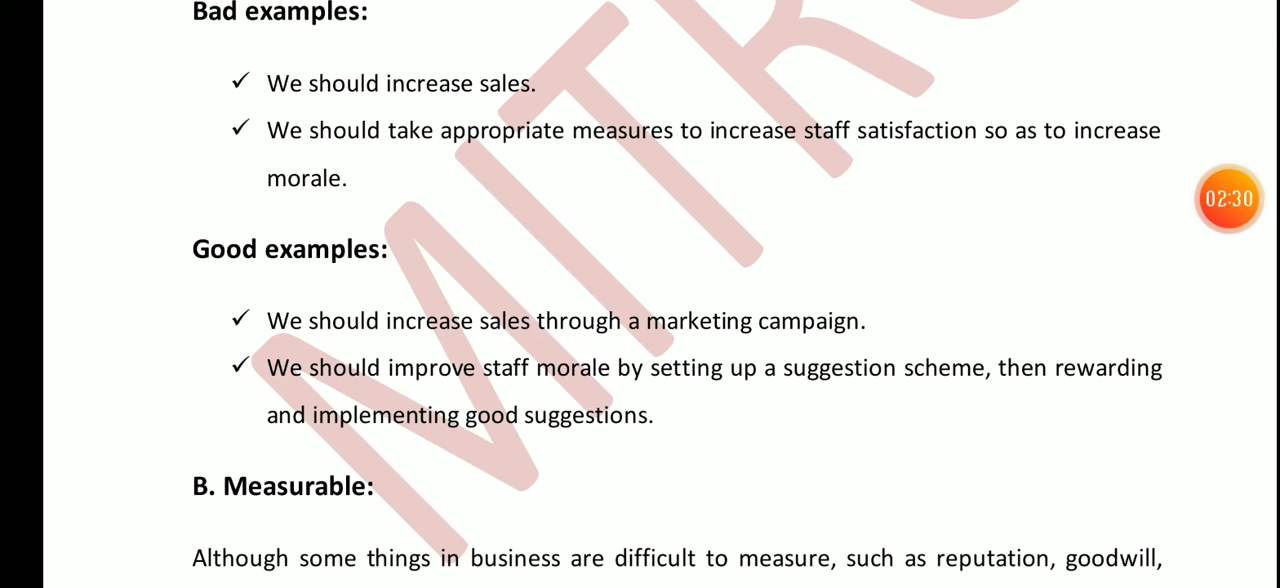 Bad examples:
✓ We should increase sales.
✓ We should take appropriate measures to increase staff satisfaction so as to increase
morale.
02:30
Good examples:
✓ We should increase sales through a marketing campaign.
✓ We should improve staff morale by setting up a suggestion scheme, then rewarding
and implementing good suggestions.
B. Measurable:
Although some things in business are difficult to measure, such as reputation, goodwill,